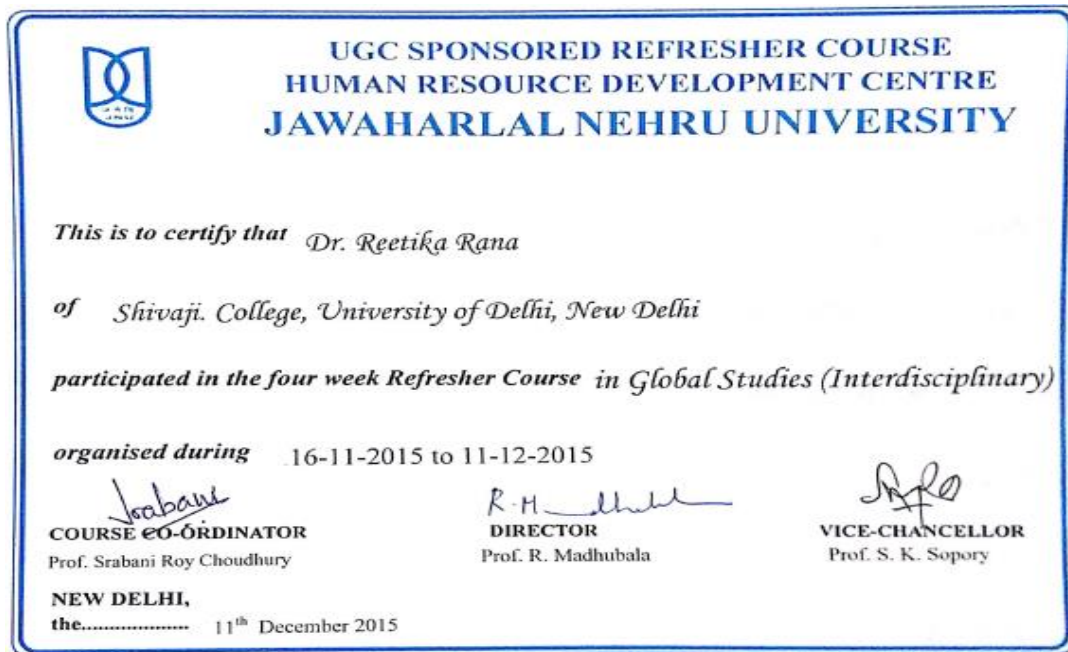 UGC SPONSORED REFRESHER COURSE
HUMAN RESOURCE DEVELOPMENT CENTRE
JAWAHARLAL NEHRU UNIVERSITY
This is to certify that Dr. Reetika Rana
of Shivaji. College, University of Delhi, New Delhi
participated in the four week Refresher Course in Global Studies (Interdisciplinary)
organised during 16-11-2015 to 11-12-2015
Srabani
R. M
COURSE CO-ORDINATOR DIRECTOR VICE-CHANCELLOR
Prof. Srabani Roy Choudhury Prof. R. Madhubala Prof. S. K. Sopory
NEW DELHI,
the................... 11th December 2015